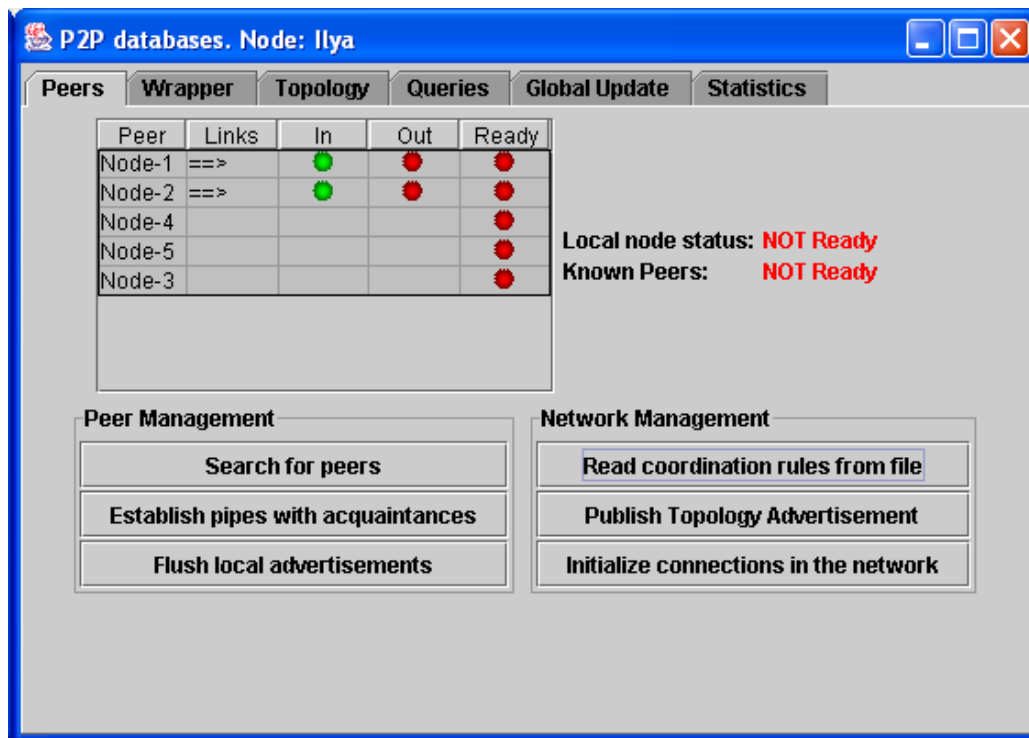 P2P databases. Node: Ilya
Peers Wrapper Topology Queries Global Update Statistics
Peer Links In Out Ready
Node-1 ==>
Node-2 ==>
Node-4
Node-5
Node-3
Local node status: NOT Ready
Known Peers: NOT Ready
Peer Management
Search for peers
Establish pipes with acquaintances
Flush local advertisements
Network Management
Read coordination rules from file
Publish Topology Advertisement
Initialize connections in the network